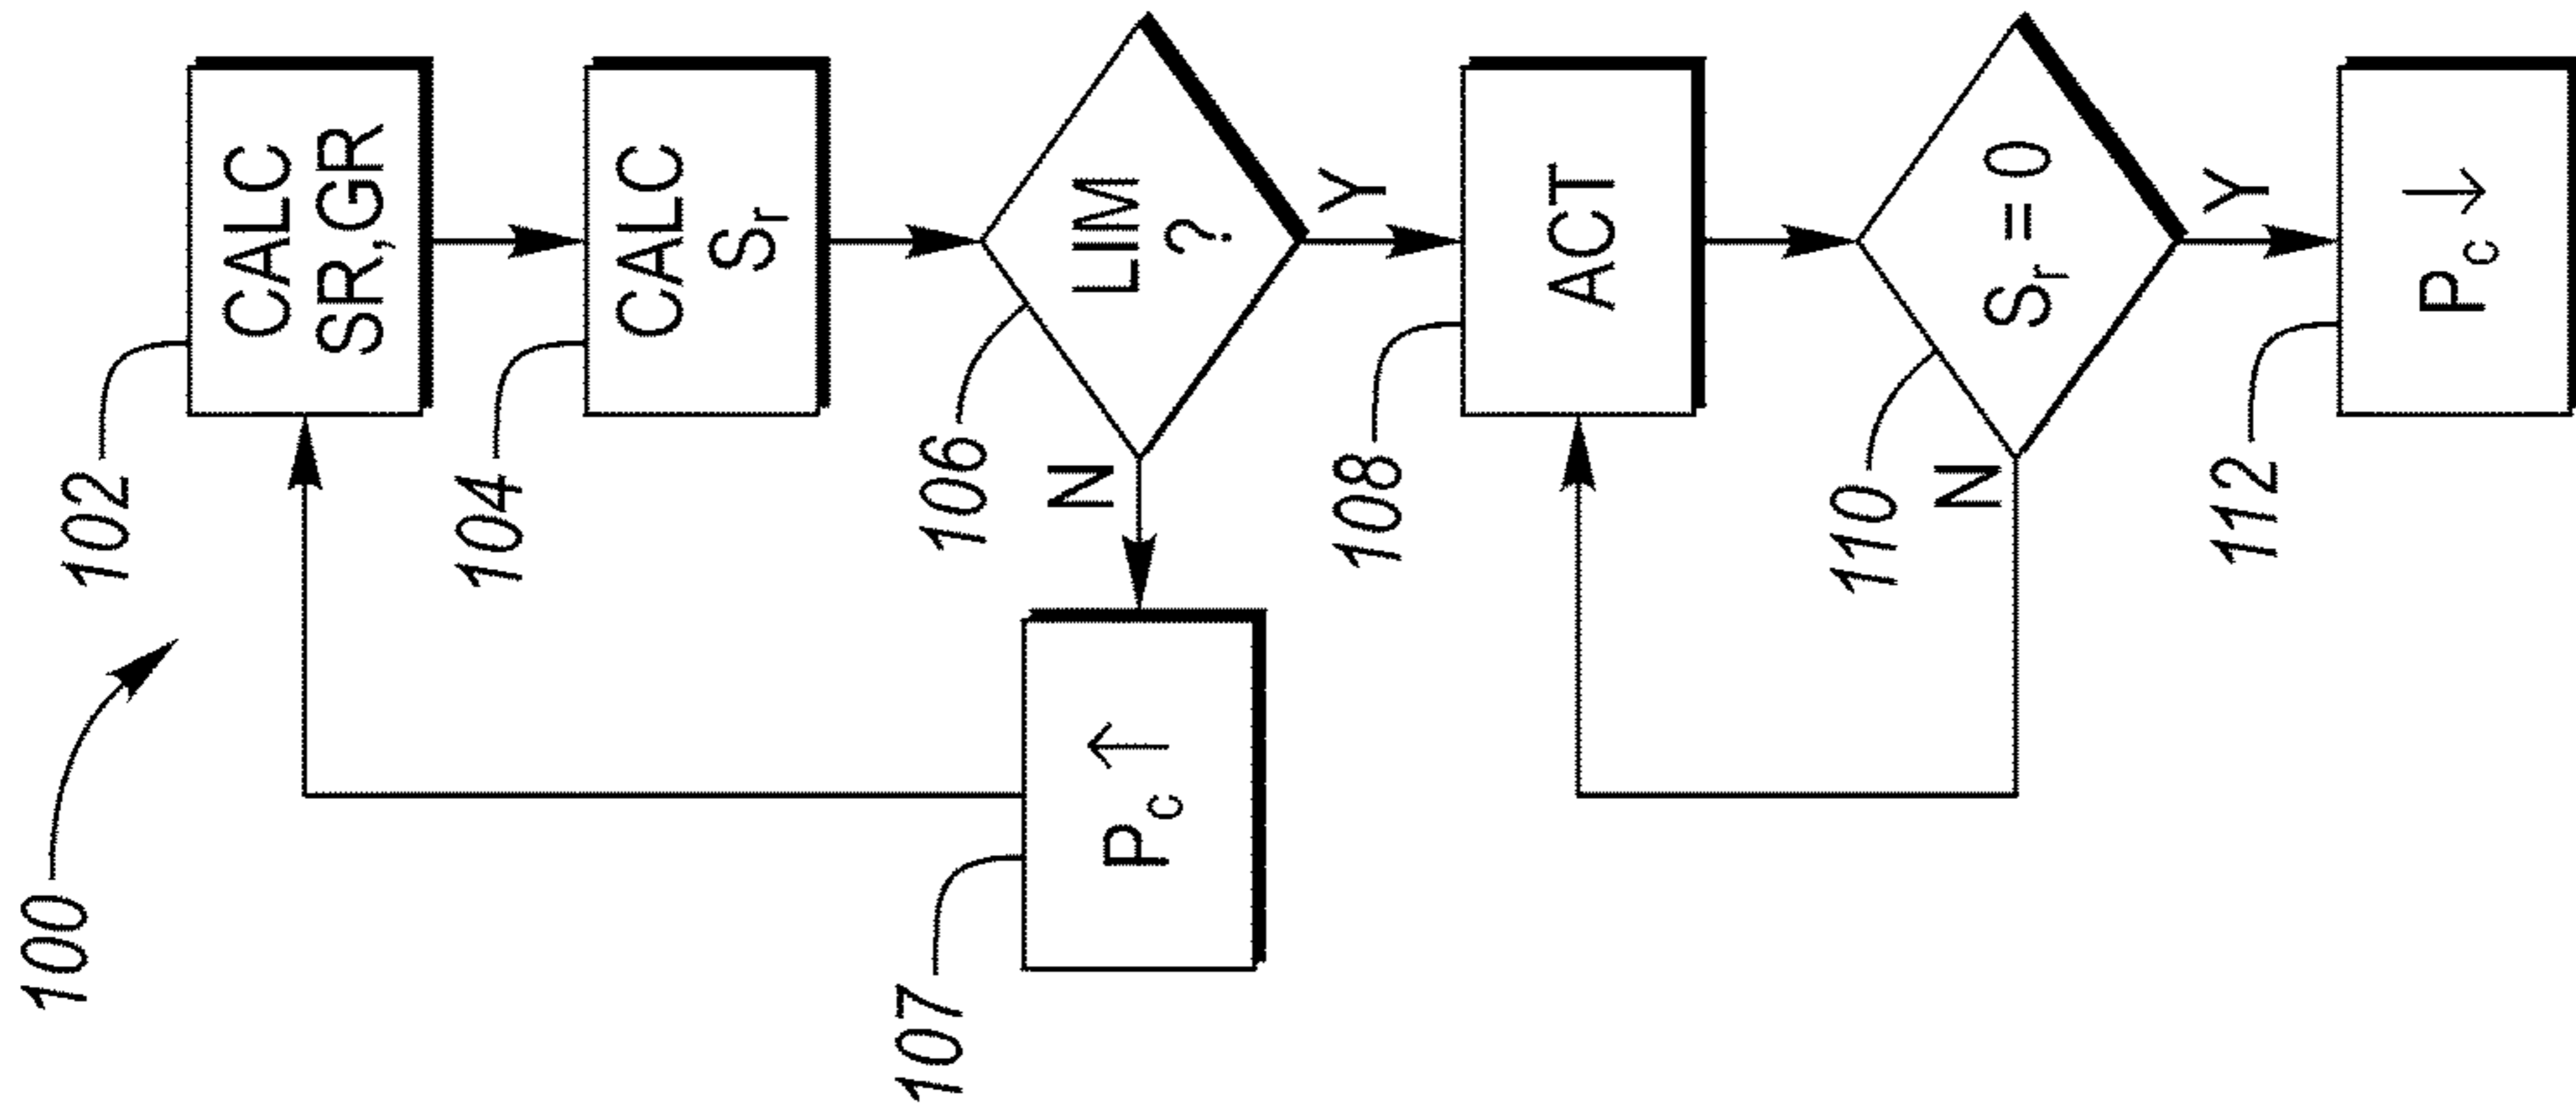 100
102
CALC
SR,GR
104
CALC
Sr
106
LIM
?
N
Y
107
Pc ↑
108
ACT
110
Sr = 0
N
Y
112
Pc ↓